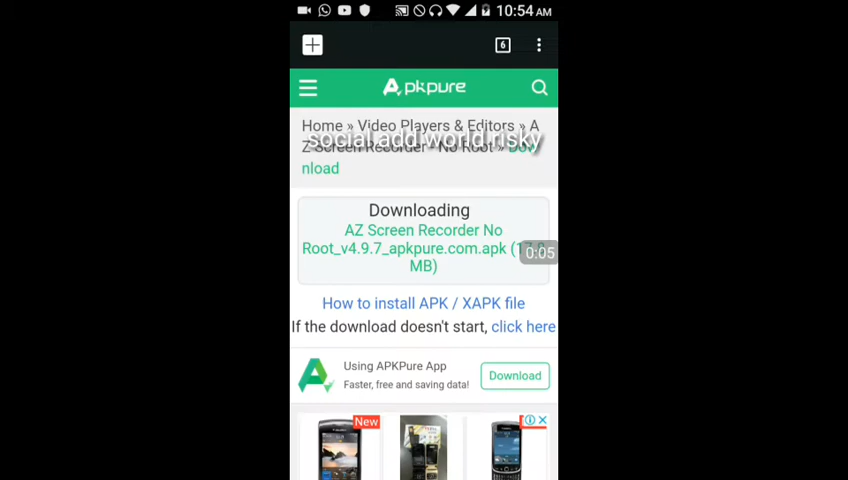 10:54 AM
6
Apkpure
Home » Video Players & Editors » A
Z Screen Recorder - No Root » Dow
nload
social.add.world.risky
Downloading
AZ Screen Recorder No
Root_v4.9.7_apkpure.com.apk (
MB)
0:05
How to install APK / XAPK file
If the download doesn't start, click here
Using APKPure App
Faster, free and saving data!
Download
New